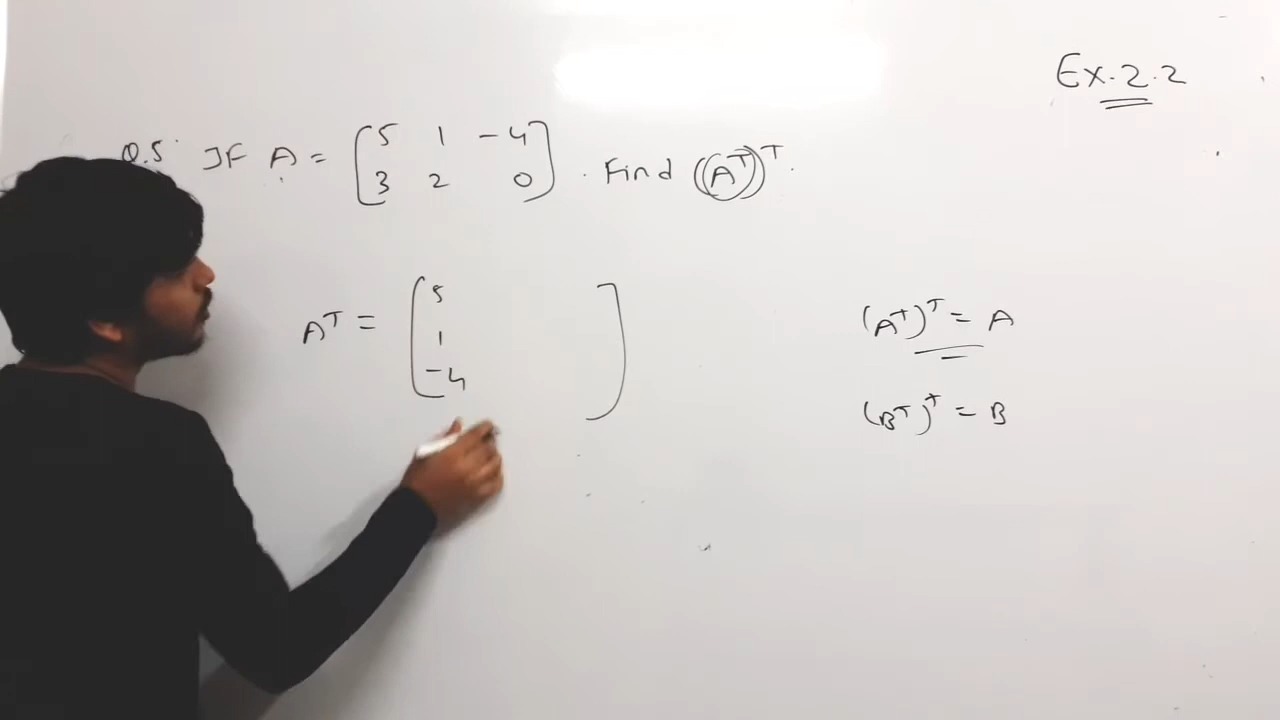 Ex. 2.2
Q.5 IF A = [5 1 -4
3 2 0] . Find ((A^T))^T .
A^T = [5
1
-4]
(A^T)^T = A
(B^T)^T = B